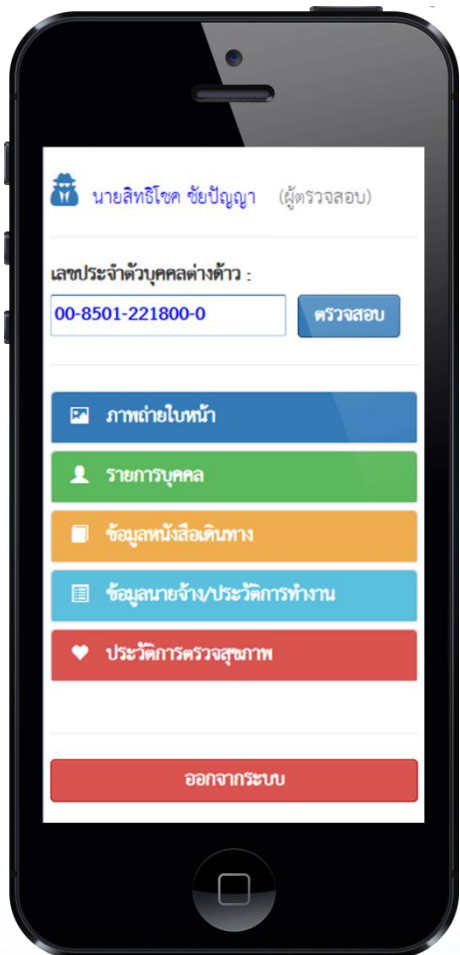 นายสิทธิโชค ชัยปัญญา (ผู้ตรวจสอบ)
เลขประจำตัวบุคคลต่างด้าว :
00-8501-221800-0 ตรวจสอบ
ภาพถ่ายใบหน้า
รายการบุคคล
ข้อมูลหนังสือเดินทาง
ข้อมูลนายจ้าง/ประวัติการทำงาน
ประวัติการตรวจสุขภาพ
ออกจากระบบ